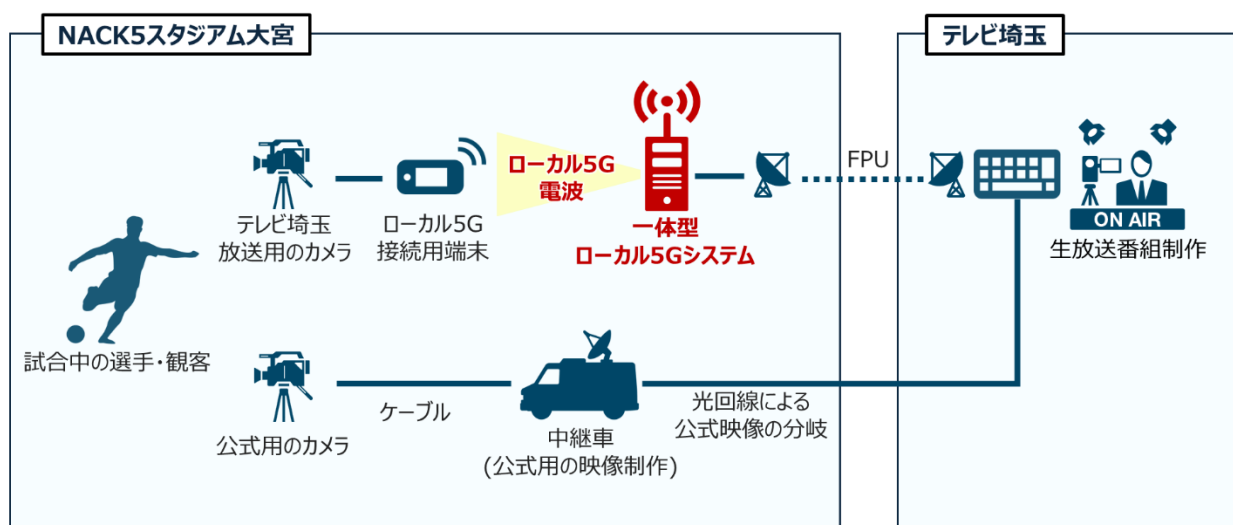 NACK5スタジアム大宮
テレビ埼玉
ローカル5G
電波
FPU
テレビ埼玉
放送用のカメラ
ローカル5G
接続用端末
一体型
ローカル5Gシステム
ON AIR
生放送番組制作
試合中の選手・観客
公式用のカメラ
ケーブル
中継車
(公式用の映像制作)
光回線による
公式映像の分岐